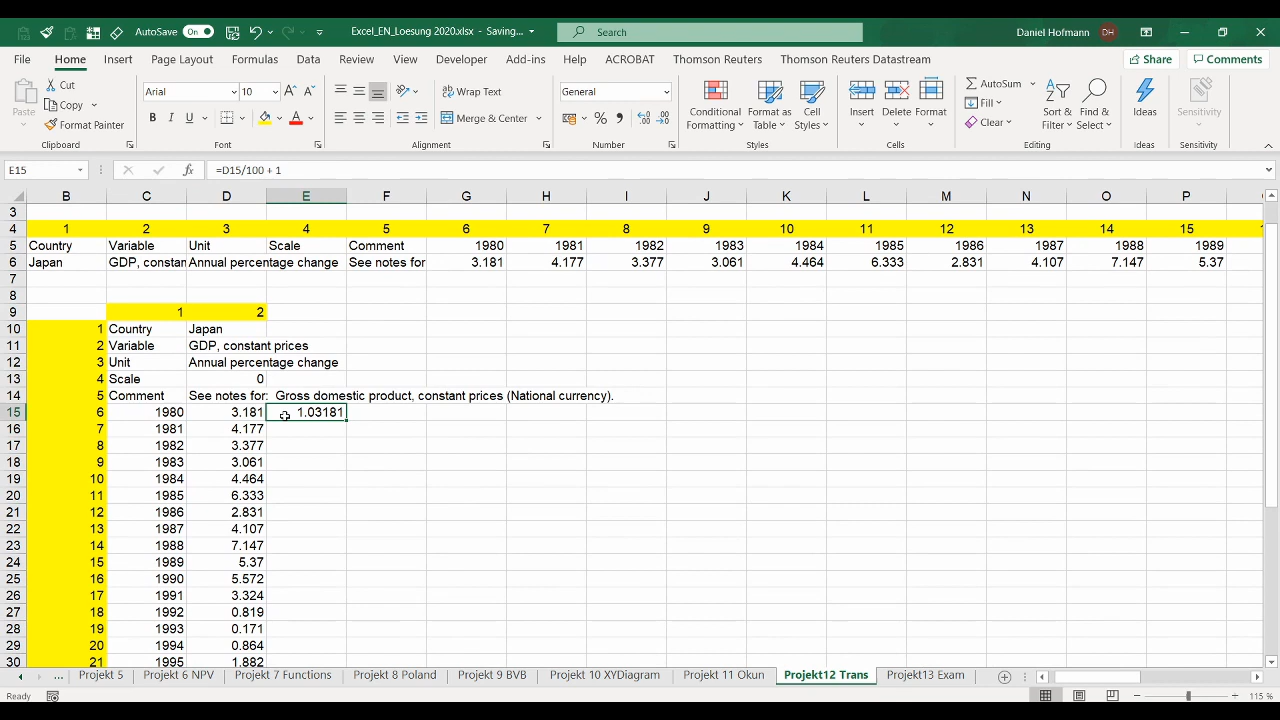 AutoSave On Excel_EN_Loesung 2020.xlsx - Saving... Search Daniel Hofmann DH
File Home Insert Page Layout Formulas Data Review View Developer Add-ins Help ACROBAT Thomson Reuters Thomson Reuters Datastream Share Comments
Paste Cut Copy Format Painter Clipboard
Arial 10 B I U A Font
Wrap Text Merge & Center Alignment
General % Number
Conditional Formatting Format as Table Cell Styles Styles
Insert Delete Format Cells
AutoSum Fill Clear Sort & Filter Find & Select Editing
Ideas Ideas
Sensitivity Sensitivity
E15 fx =D15/100 + 1
B C D E F G H I J K L M N O P
3
4 1 2 3 4 5 6 7 8 9 10 11 12 13 14 15
5 Country Variable Unit Scale Comment 1980 1981 1982 1983 1984 1985 1986 1987 1988 1989
6 Japan GDP, constan Annual percentage change See notes for 3.181 4.177 3.377 3.061 4.464 6.333 2.831 4.107 7.147 5.37
7
8
9 1 2
10 1 Country Japan
11 2 Variable GDP, constant prices
12 3 Unit Annual percentage change
13 4 Scale 0
14 5 Comment See notes for: Gross domestic product, constant prices (National currency).
15 6 1980 3.181 1.03181
16 7 1981 4.177
17 8 1982 3.377
18 9 1983 3.061
19 10 1984 4.464
20 11 1985 6.333
21 12 1986 2.831
22 13 1987 4.107
23 14 1988 7.147
24 15 1989 5.37
25 16 1990 5.572
26 17 1991 3.324
27 18 1992 0.819
28 19 1993 0.171
29 20 1994 0.864
30 21 1995 1.882
... Projekt 5 Projekt 6 NPV Projekt 7 Functions Projekt 8 Poland Projekt 9 BVB Projekt 10 XYDiagram Projekt 11 Okun Projekt12 Trans Projekt13 Exam
Ready 115 %